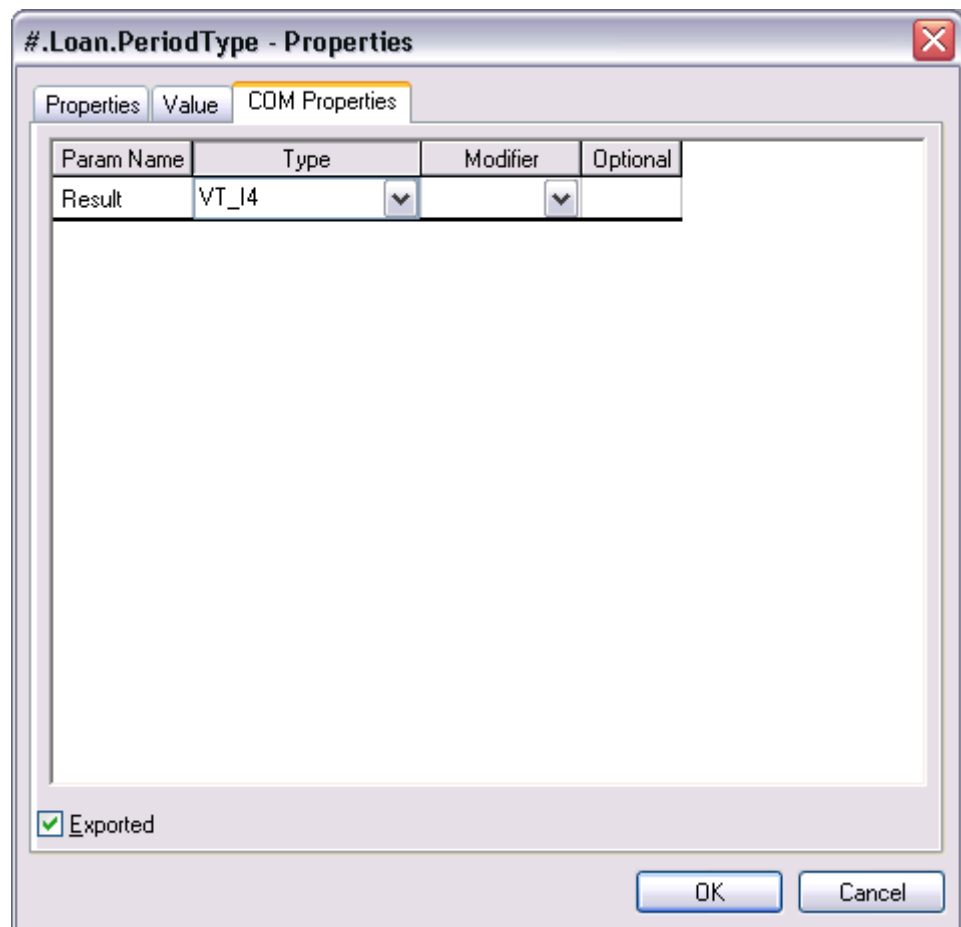 #.Loan.PeriodType - Properties
Properties Value COM Properties
Param Name Type Modifier Optional
Result VT_I4
Exported
OK Cancel